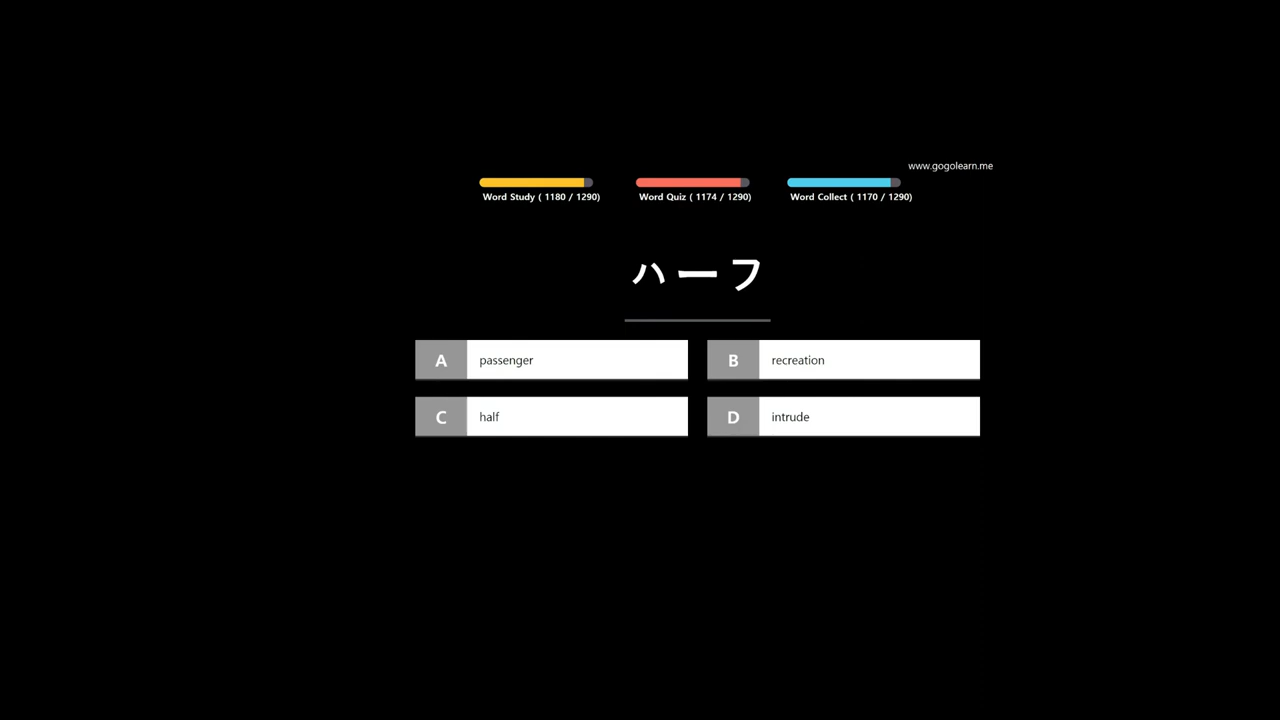 www.gogolearn.me
Word Study ( 1180 / 1290) Word Quiz ( 1174 / 1290) Word Collect ( 1170 / 1290)
ハーフ
A passenger B recreation
C half D intrude